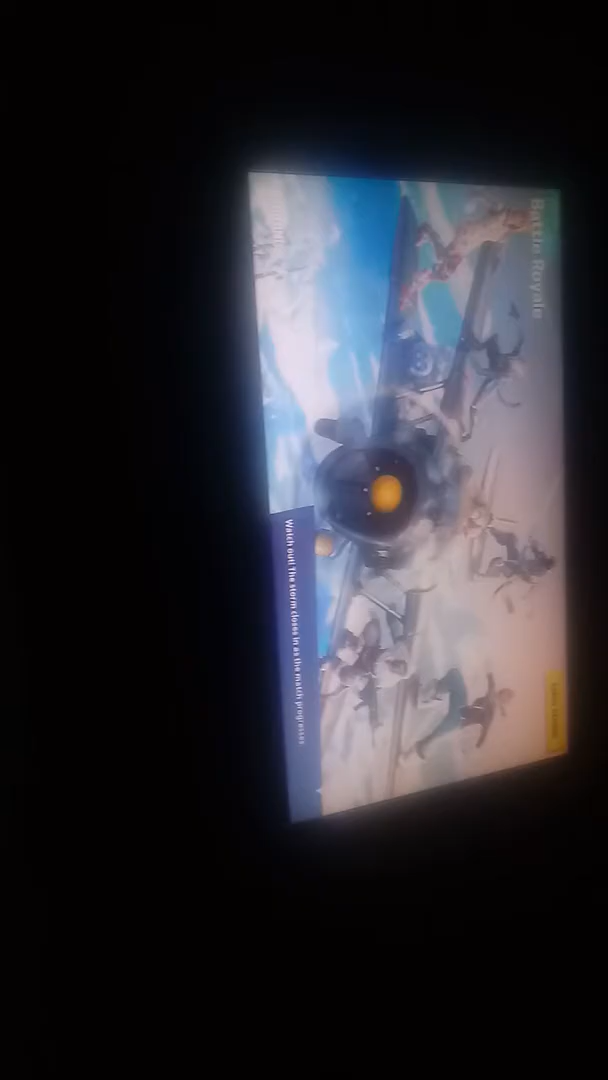 Battle Royale
Watch out! The storm closes in as the match progresses